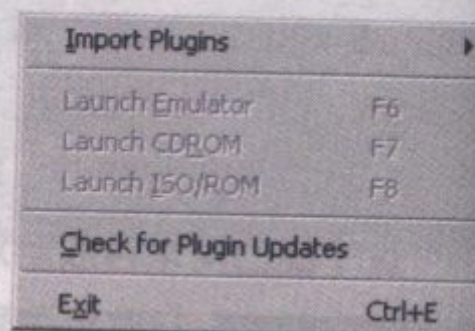 Import Plugins
Launch Emulator F6
Launch CDROM F7
Launch ISO/ROM F8
Check for Plugin Updates
Exit Ctrl+E